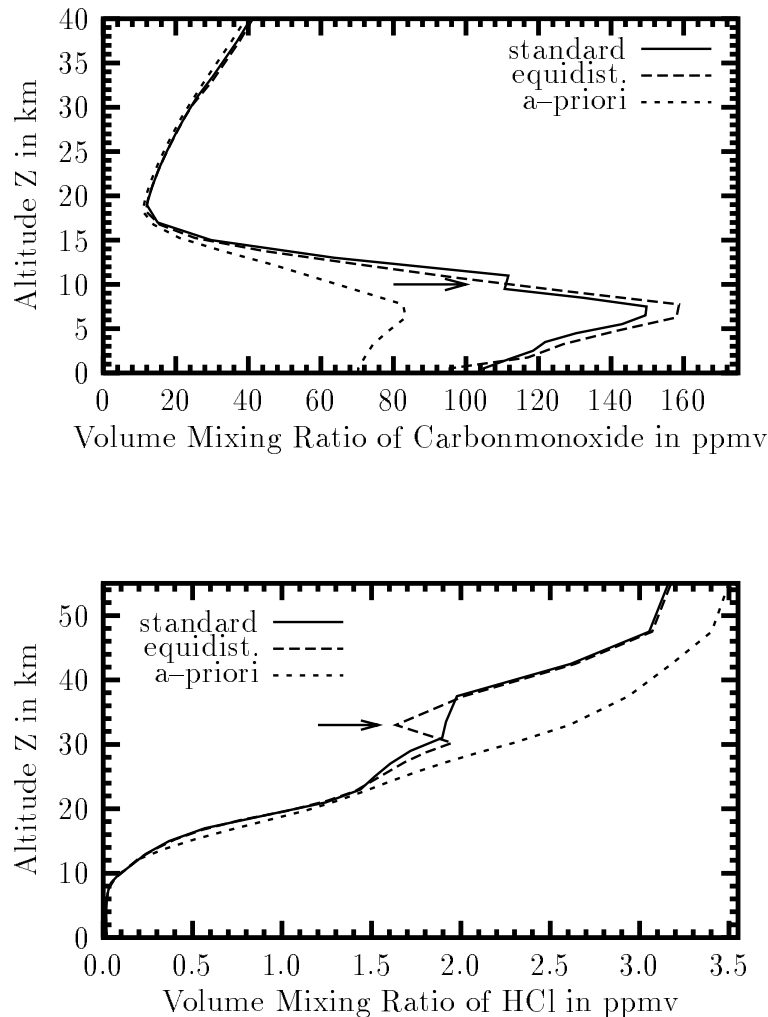 40
35
30
25
20
15
10
5
0
Altitude Z in km
standard
equidist.
a–priori
0 20 40 60 80 100 120 140 160
Volume Mixing Ratio of Carbonmonoxide in ppmv
50
40
30
20
10
0
Altitude Z in km
standard
equidist.
a–priori
0.0 0.5 1.0 1.5 2.0 2.5 3.0 3.5
Volume Mixing Ratio of HCl in ppmv